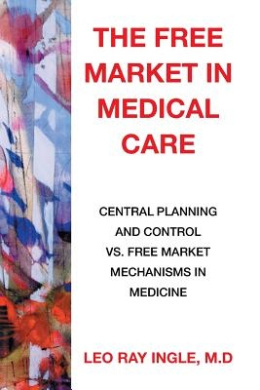 THE FREE
MARKET IN
MEDICAL
CARE
CENTRAL PLANNING
AND CONTROL
VS. FREE MARKET
MECHANISMS IN
MEDICINE
LEO RAY INGLE, M.D